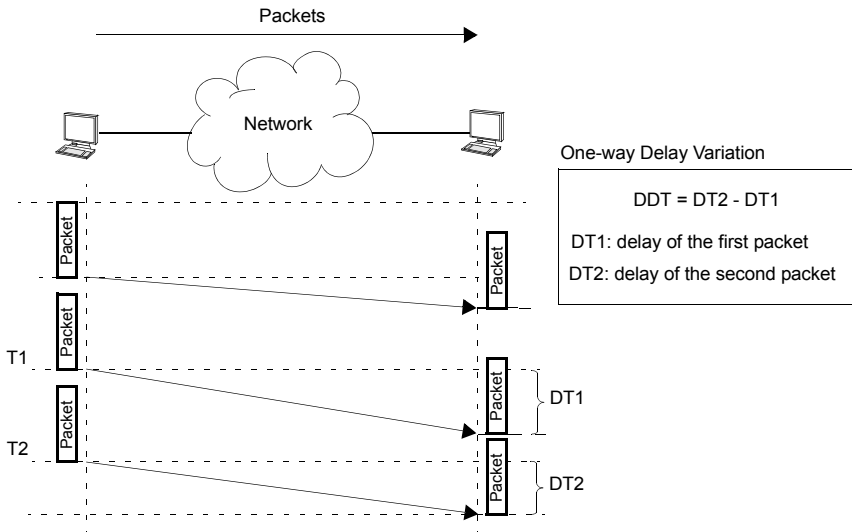 Packets
Network
One-way Delay Variation
DDT = DT2 - DT1
DT1: delay of the first packet
DT2: delay of the second packet
Packet
Packet
Packet
T1
Packet
DT1
Packet
T2
Packet
DT2